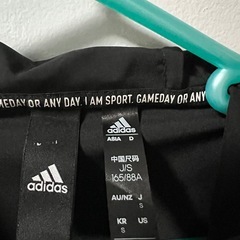 GAMEDAY OR ANY DAY. I AM SPORT. GAMEDAY OR ANY
adidas
adidas
ASIA D
中国尺码
J/S
165/88A
AU/NZ J
S S
KR US
S